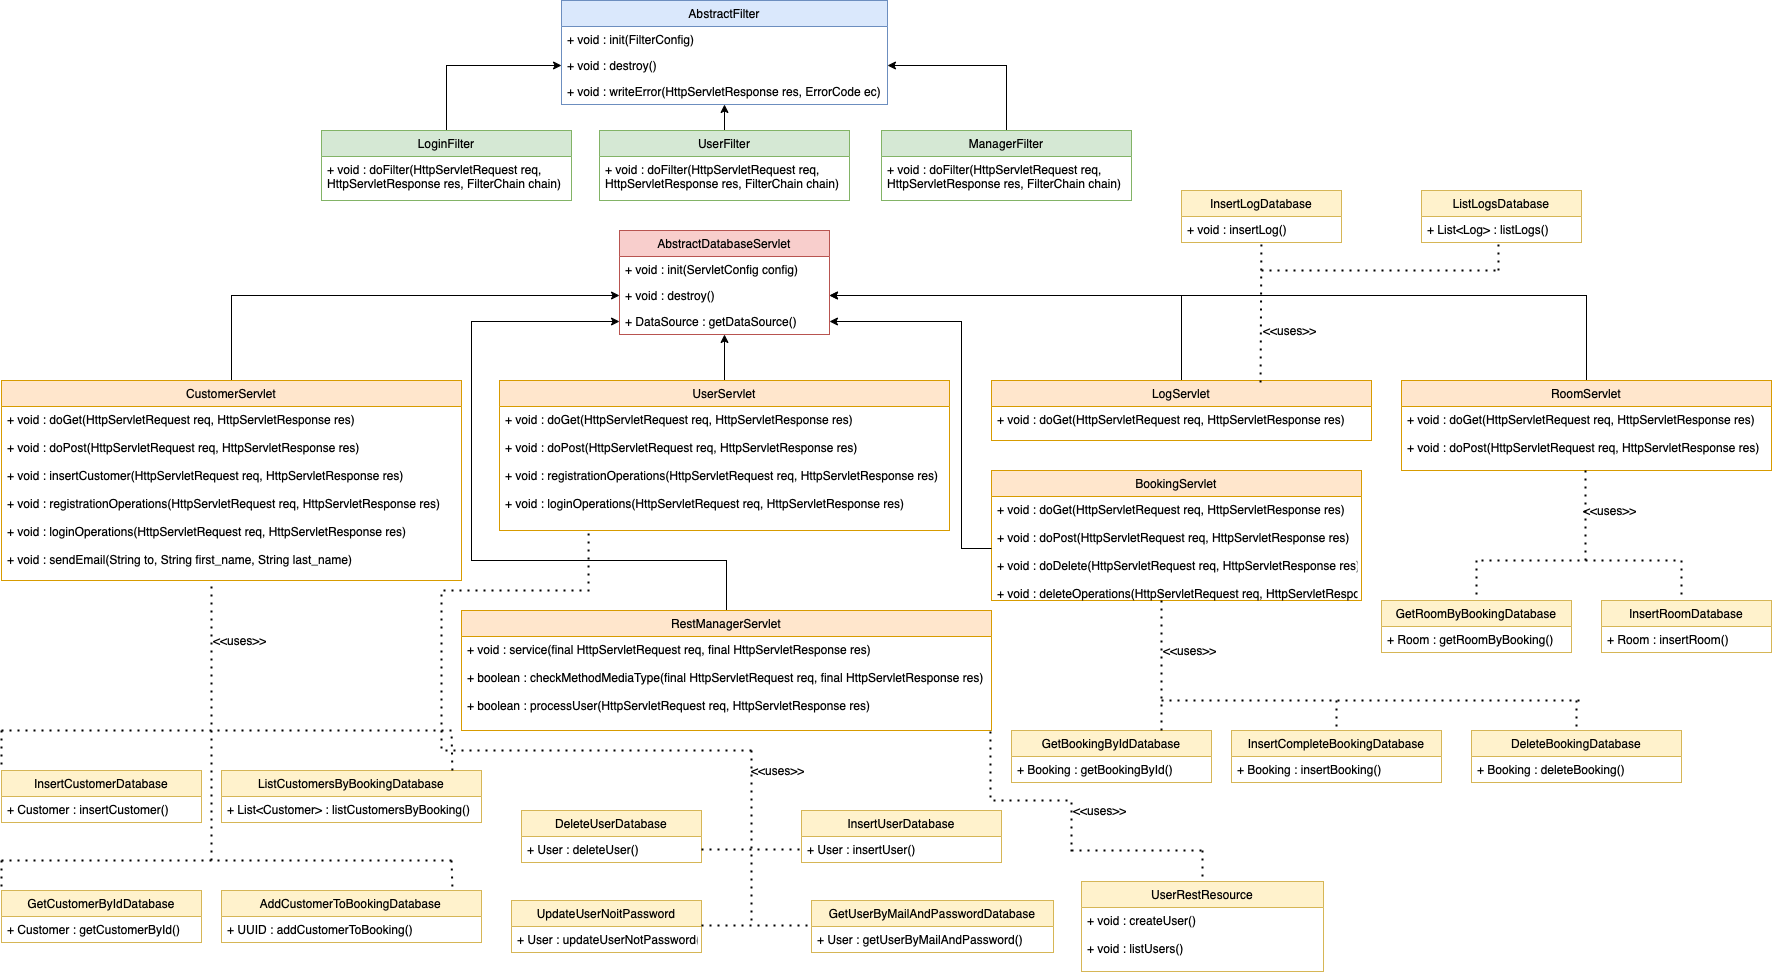 AbstractFilter
+ void : init(FilterConfig)
+ void : destroy()
+ void : writeError(HttpServletResponse res, ErrorCode ec)
LoginFilter
+ void : doFilter(HttpServletRequest req,
HttpServletResponse res, FilterChain chain)
UserFilter
+ void : doFilter(HttpServletRequest req,
HttpServletResponse res, FilterChain chain)
ManagerFilter
+ void : doFilter(HttpServletRequest req,
HttpServletResponse res, FilterChain chain)
InsertLogDatabase
+ void : insertLog()
ListLogsDatabase
+ List<Log> : listLogs()
AbstractDatabaseServlet
+ void : init(ServletConfig config)
+ void : destroy()
+ DataSource : getDataSource()
<<uses>>
CustomerServlet
+ void : doGet(HttpServletRequest req, HttpServletResponse res)
+ void : doPost(HttpServletRequest req, HttpServletResponse res)
+ void : insertCustomer(HttpServletRequest req, HttpServletResponse res)
+ void : registrationOperations(HttpServletRequest req, HttpServletResponse res)
+ void : loginOperations(HttpServletRequest req, HttpServletResponse res)
+ void : sendEmail(String to, String first_name, String last_name)
UserServlet
+ void : doGet(HttpServletRequest req, HttpServletResponse res)
+ void : doPost(HttpServletRequest req, HttpServletResponse res)
+ void : registrationOperations(HttpServletRequest req, HttpServletResponse res)
+ void : loginOperations(HttpServletRequest req, HttpServletResponse res)
LogServlet
+ void : doGet(HttpServletRequest req, HttpServletResponse res)
RoomServlet
+ void : doGet(HttpServletRequest req, HttpServletResponse res)
+ void : doPost(HttpServletRequest req, HttpServletResponse res)
BookingServlet
+ void : doGet(HttpServletRequest req, HttpServletResponse res)
+ void : doPost(HttpServletRequest req, HttpServletResponse res)
+ void : doDelete(HttpServletRequest req, HttpServletResponse res)
+ void : deleteOperations(HttpServletRequest req, HttpServletRespo
<<uses>>
GetRoomByBookingDatabase
+ Room : getRoomByBooking()
InsertRoomDatabase
+ Room : insertRoom()
<<uses>>
RestManagerServlet
+ void : service(final HttpServletRequest req, final HttpServletResponse res)
+ boolean : checkMethodMediaType(final HttpServletRequest req, final HttpServletResponse res)
+ boolean : processUser(HttpServletRequest req, HttpServletResponse res)
<<uses>>
GetBookingByIdDatabase
+ Booking : getBookingById()
InsertCompleteBookingDatabase
+ Booking : insertBooking()
DeleteBookingDatabase
+ Booking : deleteBooking()
InsertCustomerDatabase
+ Customer : insertCustomer()
ListCustomersByBookingDatabase
+ List<Customer> : listCustomersByBooking()
<<uses>>
DeleteUserDatabase
+ User : deleteUser()
InsertUserDatabase
+ User : insertUser()
<<uses>>
GetCustomerByIdDatabase
+ Customer : getCustomerById()
AddCustomerToBookingDatabase
+ UUID : addCustomerToBooking()
UpdateUserNoitPassword
+ User : updateUserNotPassword(
GetUserByMailAndPasswordDatabase
+ User : getUserByMailAndPassword()
UserRestResource
+ void : createUser()
+ void : listUsers()